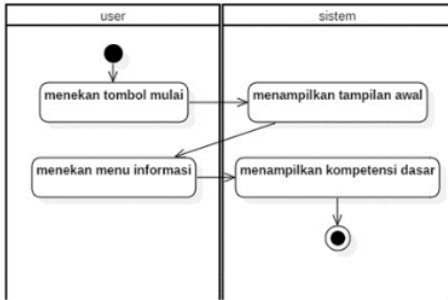 user
sistem
menekan tombol mulai
menampilkan tampilan awal
menekan menu informasi
menampilkan kompetensi dasar